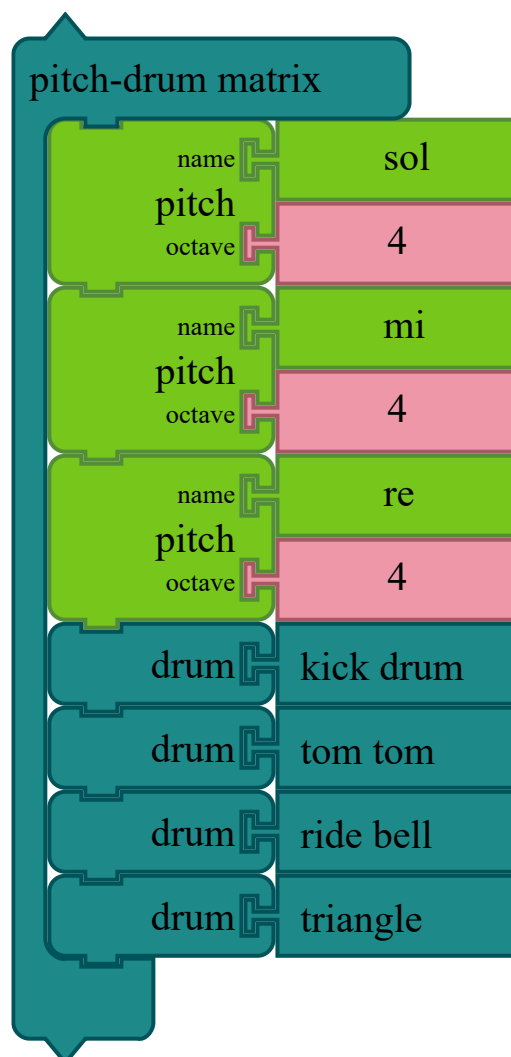 pitch-drum matrix
name sol
pitch
octave 4
name mi
pitch
octave 4
name re
pitch
octave 4
drum kick drum
drum tom tom
drum ride bell
drum triangle